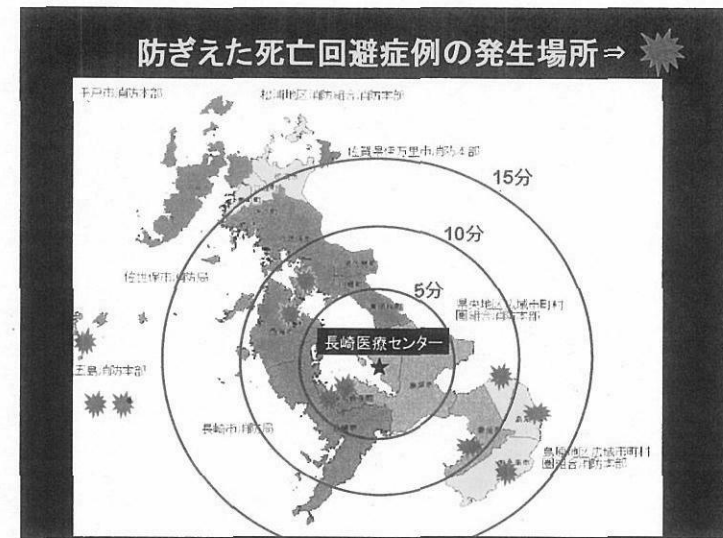 防ぎえた死亡回避症例の発生場所⇒
平戸市消防本部
松浦地区消防組合消防本部
佐賀県伊万里市消防本部
15分
10分
佐世保市消防局
5分
県央地区広域市町村
圏組合消防本部
長崎医療センター
五島消防本部
長崎市消防局
島原地区広域市町村
圏組合消防本部